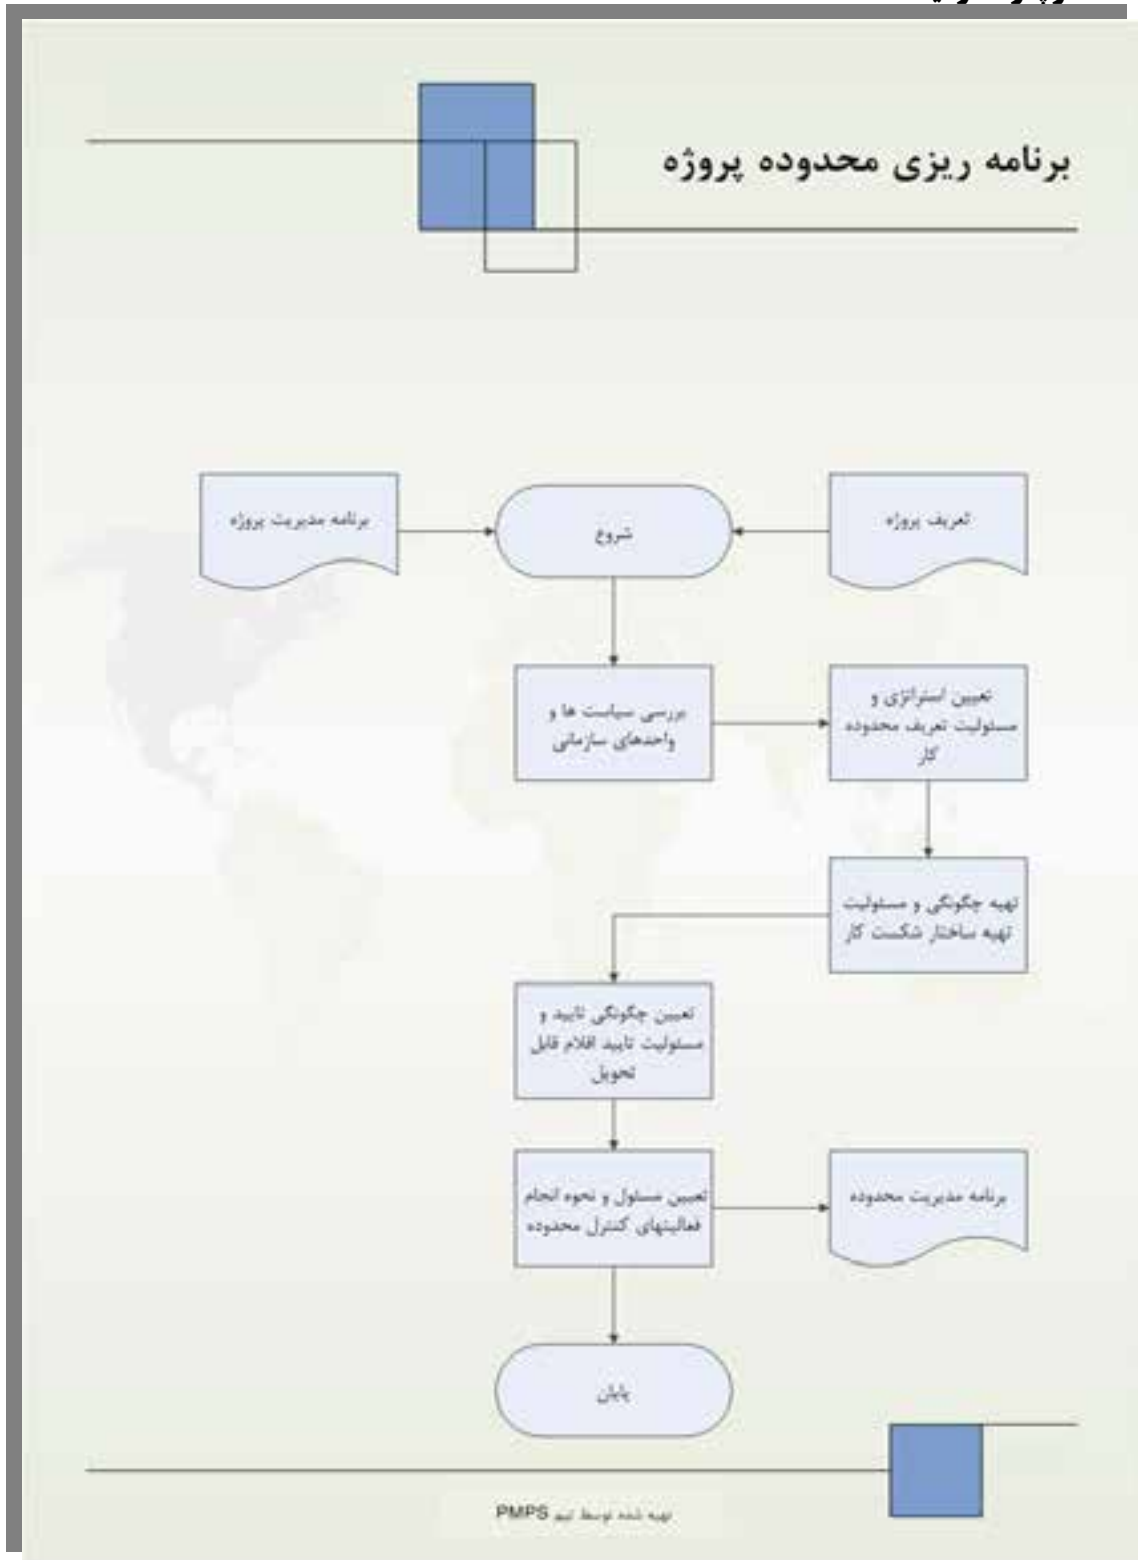 برنامه ریزی محدوده پروژه
تعریف پروژه
شروع
برنامه مدیریت پروژه
بررسی سیاست ها و
واحدهای سازمانی
تعیین استراتژی و
مسئولیت تعریف محدوده
کار
تهیه چگونگی و مسئولیت
تهیه ساختار شکست کار
تعیین چگونگی تایید و
مسئولیت تایید اقلام قابل
تحویل
تعیین مسئول و نحوه انجام
فعالیتهای کنترل محدوده
برنامه مدیریت محدوده
پایان
تهیه شده توسط تیم PMPS